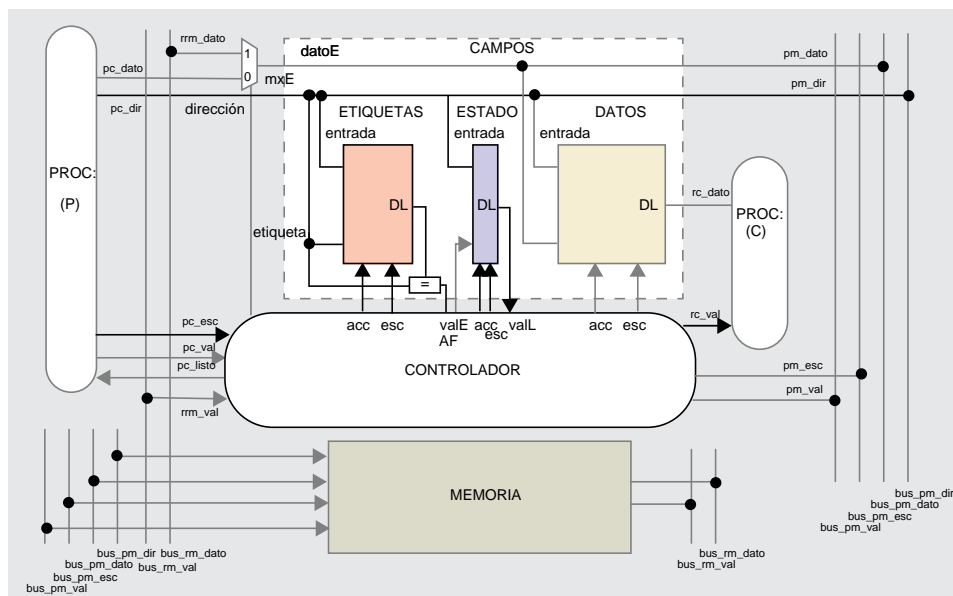 rrm_dato
datoE
CAMPOS
pm_dato
1
pc_dato
0
mxE
pm_dir
pc_dir
dirección
ETIQUETAS
ESTADO
DATOS
entrada
entrada
entrada
PROC:
(P)
DL
DL
DL
rc_dato
PROC:
(C)
etiqueta
=
acc
esc
valE
AF
acc
esc
valL
acc
esc
rc_val
pc_esc
pc_val
pc_listo
rrm_val
CONTROLADOR
pm_esc
pm_val
MEMORIA
bus_pm_dir
bus_pm_dato
bus_pm_esc
bus_pm_val
bus_pm_dir
bus_rm_dato
bus_pm_dato
bus_rm_val
bus_pm_esc
bus_pm_val
bus_rm_dato
bus_rm_val